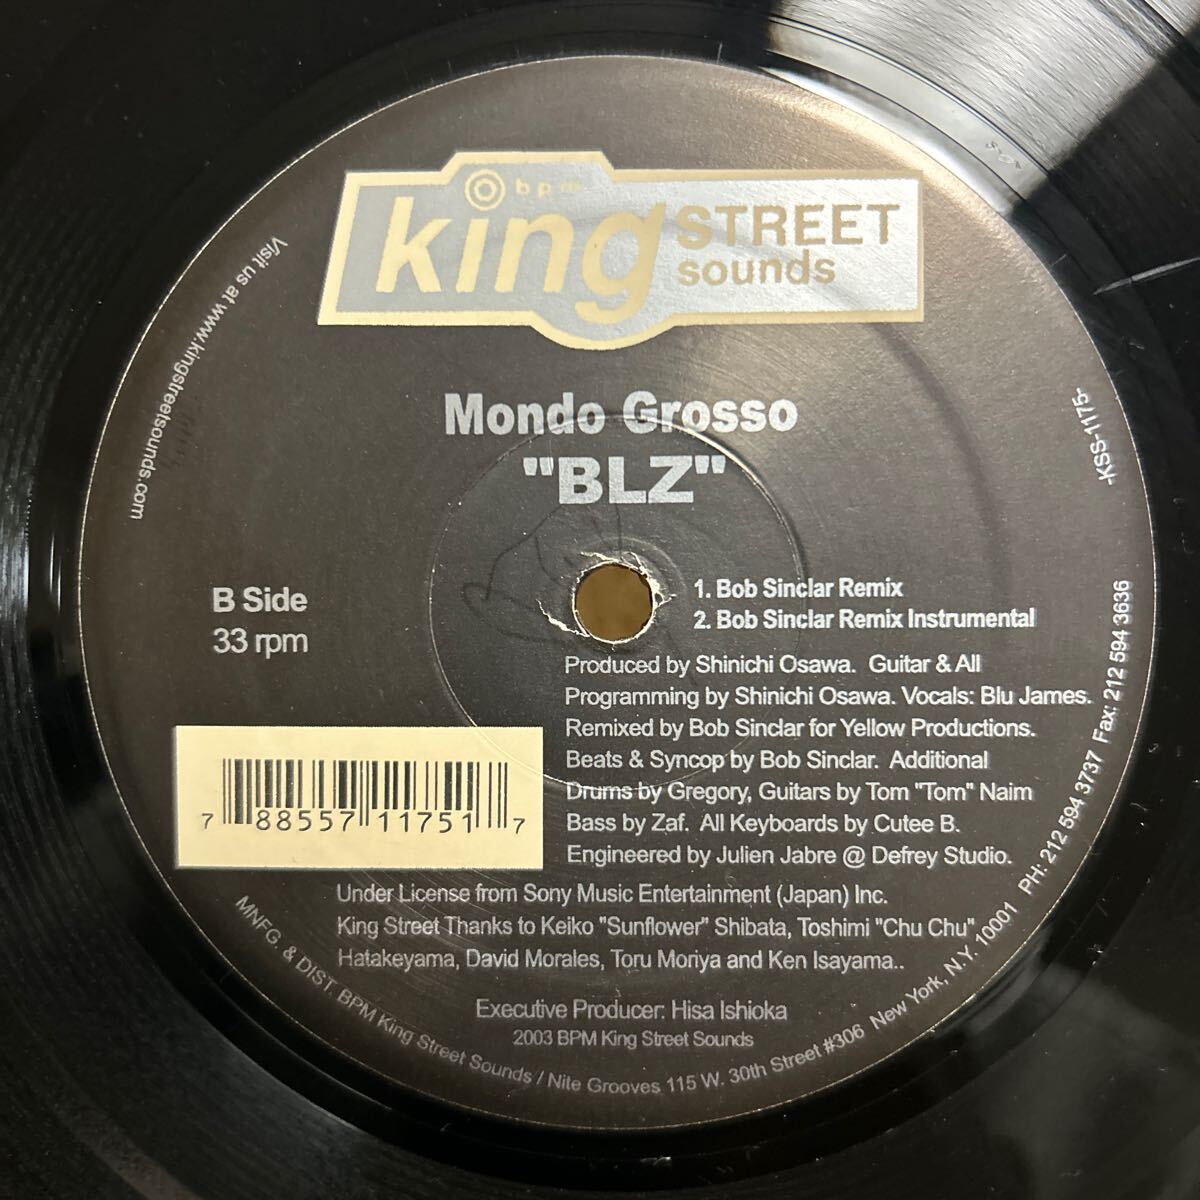 bpm
king STREET
sounds
Mondo Grosso
"BLZ"
Visit us at www.kingstreetsounds.com
-KSS-1175-
B Side
33 rpm
1. Bob Sinclar Remix
2. Bob Sinclar Remix Instrumental
Produced by Shinichi Osawa. Guitar & All
Programming by Shinichi Osawa. Vocals: Blu James.
Remixed by Bob Sinclar for Yellow Productions.
Beats & Syncop by Bob Sinclar. Additional
Drums by Gregory, Guitars by Tom "Tom" Naim
Bass by Zaf. All Keyboards by Cutee B.
Engineered by Julien Jabre @ Defrey Studio.
7 88557 11751 7
Under License from Sony Music Entertainment (Japan) Inc.
King Street Thanks to Keiko "Sunflower" Shibata, Toshimi "Chu Chu"
Hatakeyama, David Morales, Toru Moriya and Ken Isayama..
Executive Producer: Hisa Ishioka
2003 BPM King Street Sounds
MNFG. & DIST. BPM King Street Sounds / Nite Grooves 115 W. 30th Street #306 New York, N.Y. 10001 PH: 212 594 3737 Fax: 212 594 3636